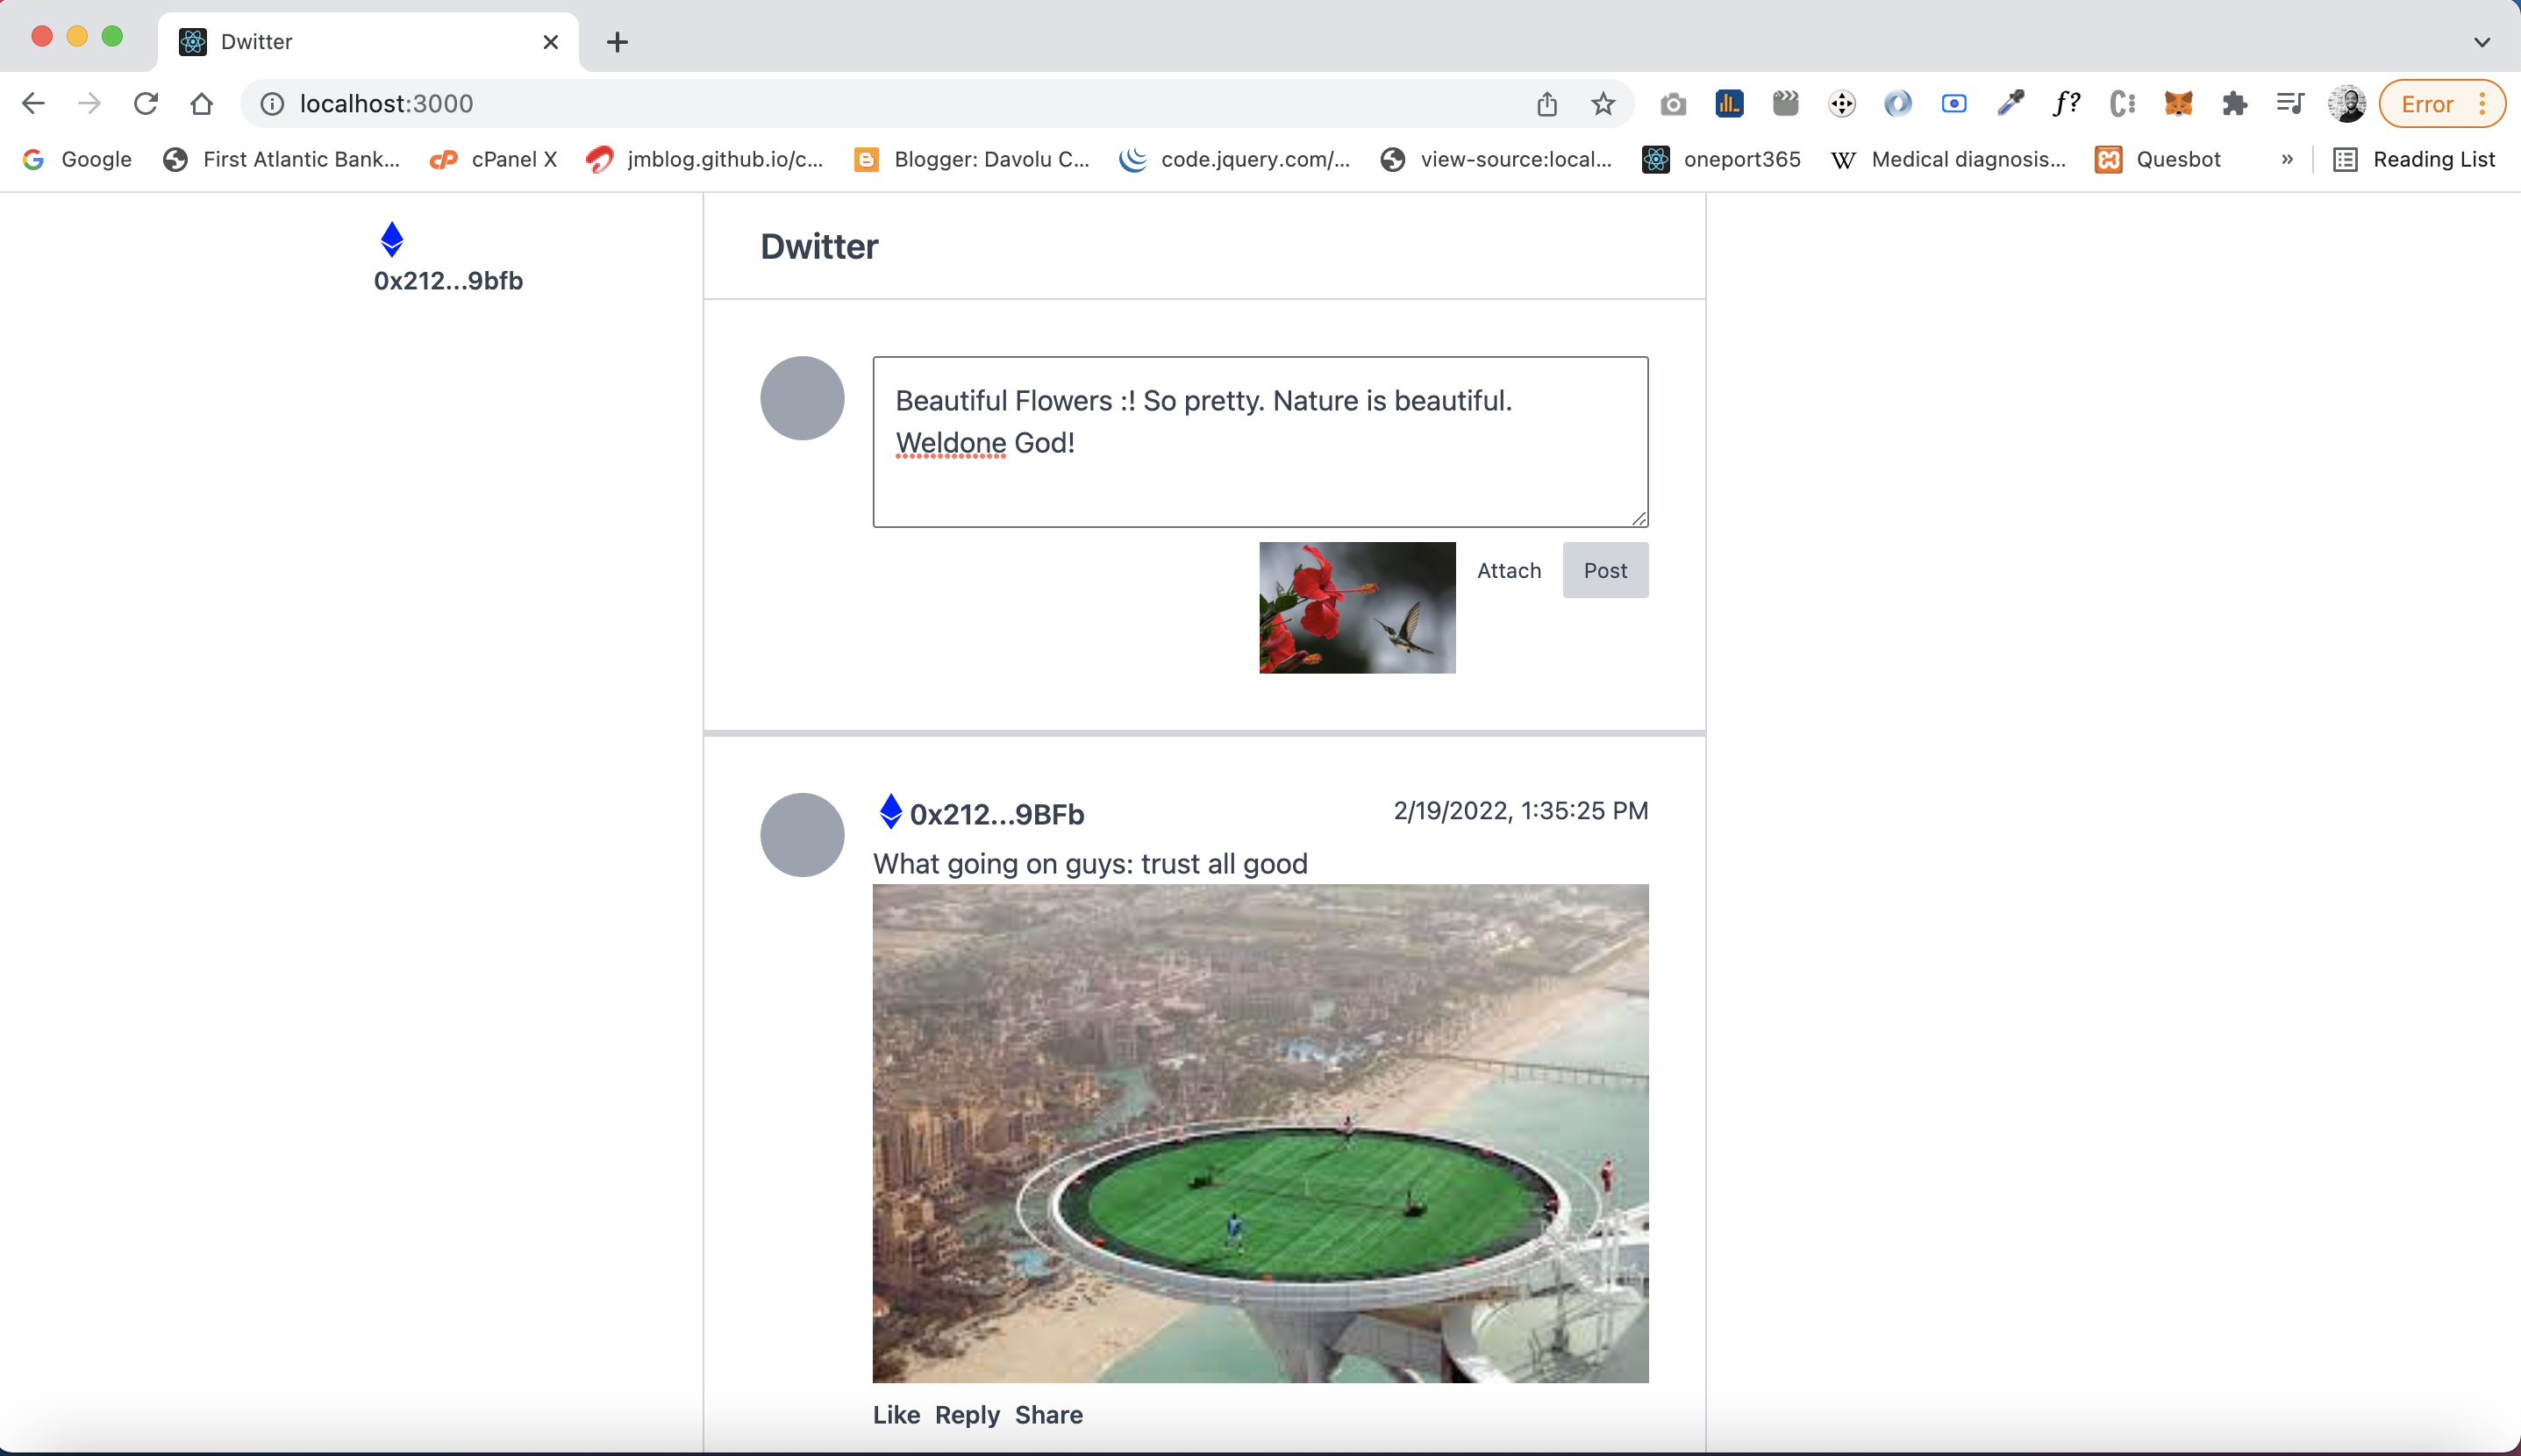 Dwitter
localhost:3000
f?
Error
Google
First Atlantic Bank...
cPanel X
jmblog.github.io/c...
Blogger: Davolu C...
code.jquery.com/...
view-source:local...
oneport365
Medical diagnosis...
Quesbot
»
Reading List
0x212...9bfb
Dwitter
Beautiful Flowers :! So pretty. Nature is beautiful.
Weldone God!
Attach
Post
0x212...9BFb
2/19/2022, 1:35:25 PM
What going on guys: trust all good
Like Reply Share